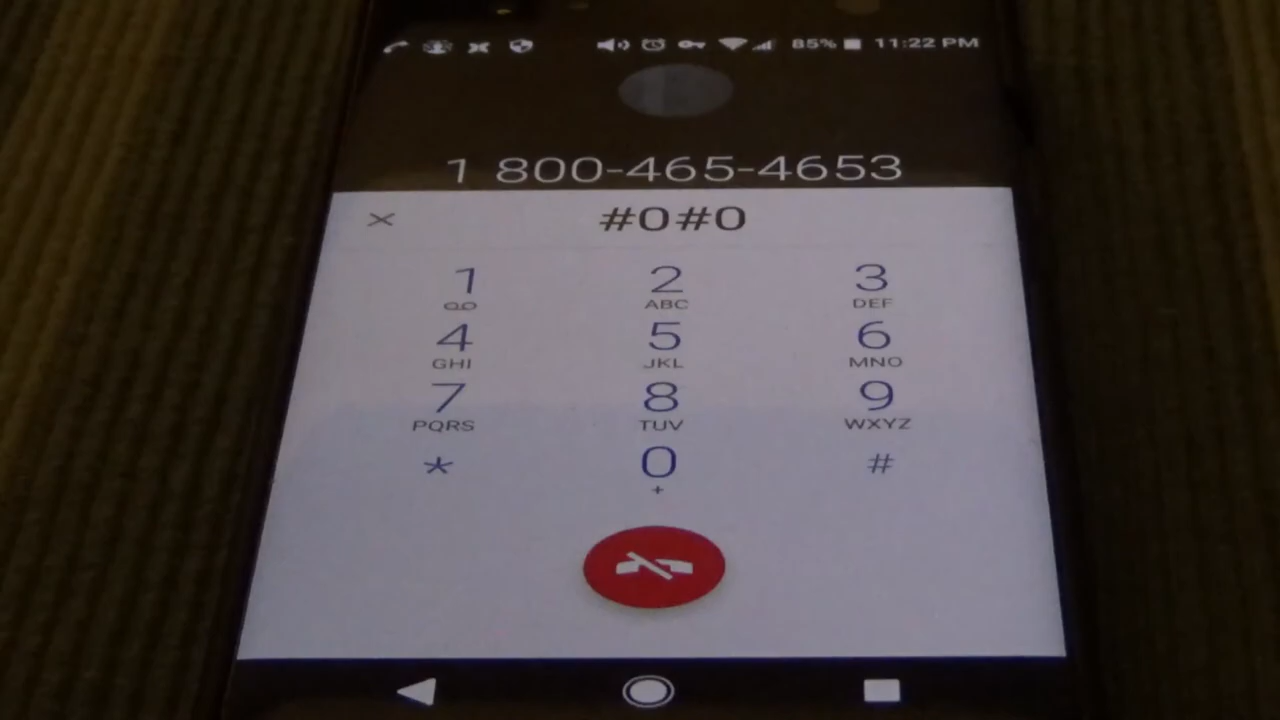 85% 11:22 PM
1 800-465-4653
#0#0
1 2 3
ABC DEF
4 5 6
GHI JKL MNO
7 8 9
PQRS TUV WXYZ
* 0 #
+